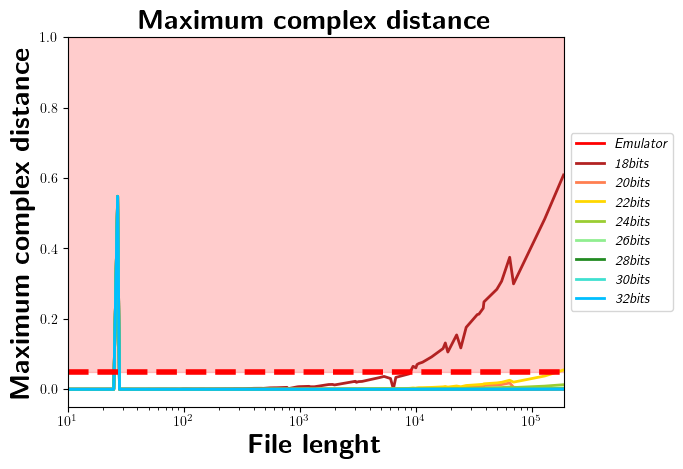 Maximum complex distance
Maximum complex distance
1.0
0.8
0.6
0.4
0.2
0.0
10^1
10^2
10^3
10^4
10^5
File lenght
Emulator
18bits
20bits
22bits
24bits
26bits
28bits
30bits
32bits